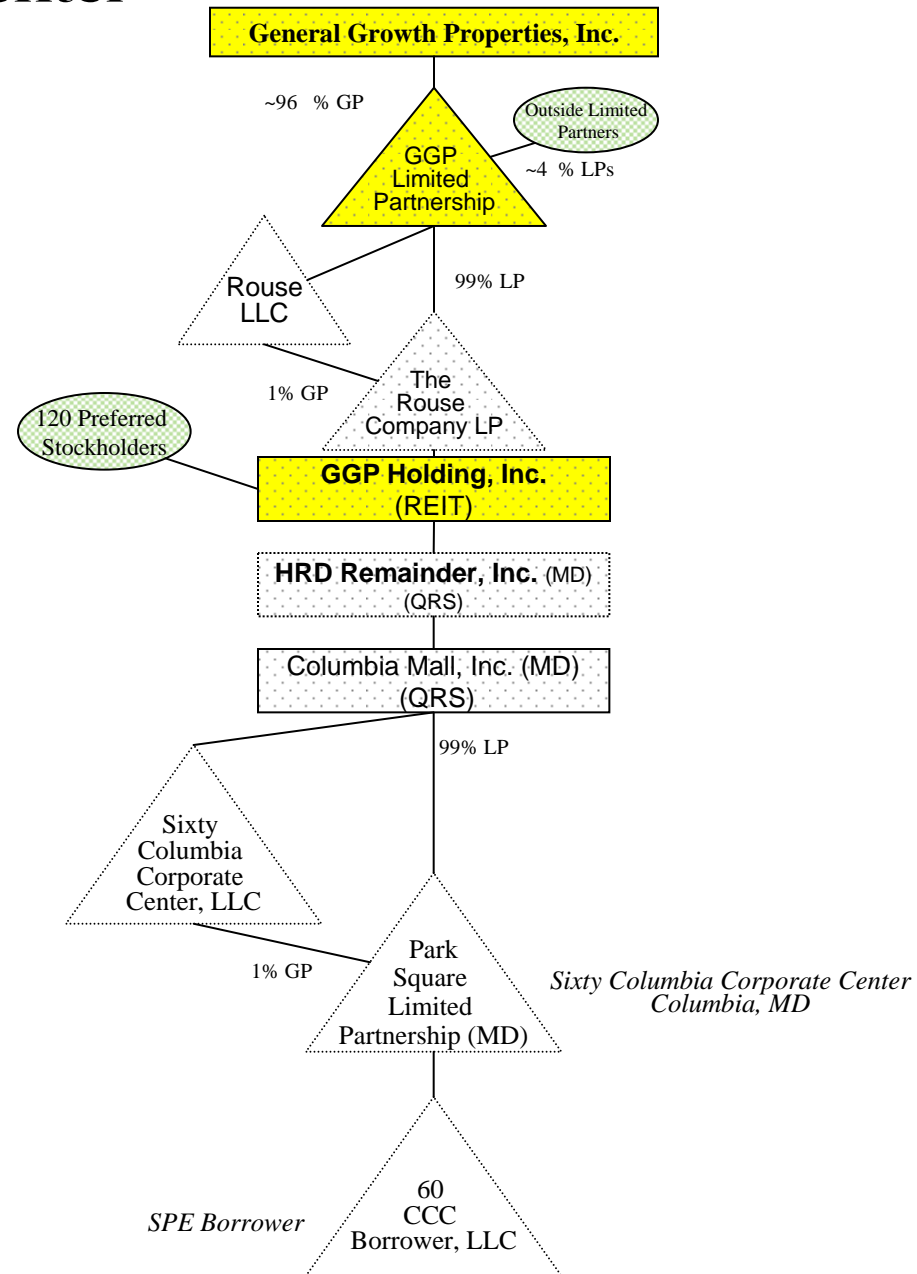 General Growth Properties, Inc.
~96 % GP
Outside Limited
Partners
GGP
Limited
Partnership
~4 % LPs
Rouse
LLC
99% LP
1% GP
The
Rouse
Company LP
120 Preferred
Stockholders
GGP Holding, Inc.
(REIT)
HRD Remainder, Inc. (MD)
(QRS)
Columbia Mall, Inc. (MD)
(QRS)
99% LP
Sixty
Columbia
Corporate
Center, LLC
1% GP
Park
Square
Limited
Partnership (MD)
Sixty Columbia Corporate Center
Columbia, MD
SPE Borrower
60
CCC
Borrower, LLC